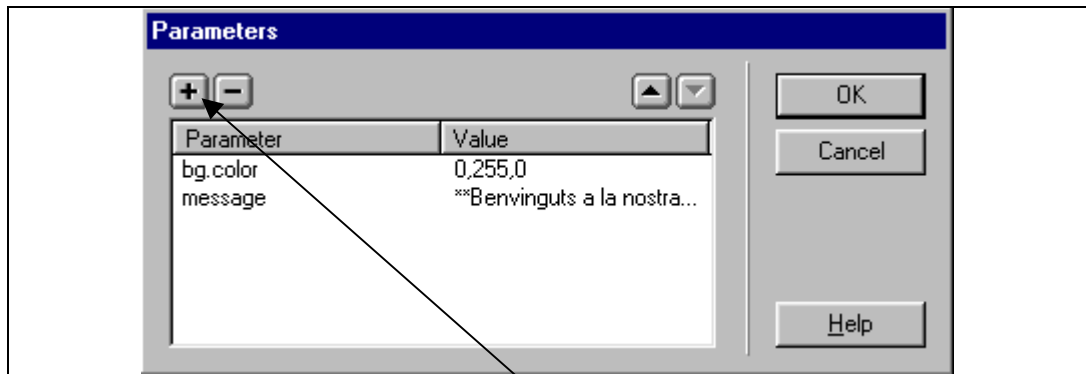 Parameters
+ -
OK
Parameter Value
Cancel
bg.color 0,255,0
message **Benvinguts a la nostra...
Help